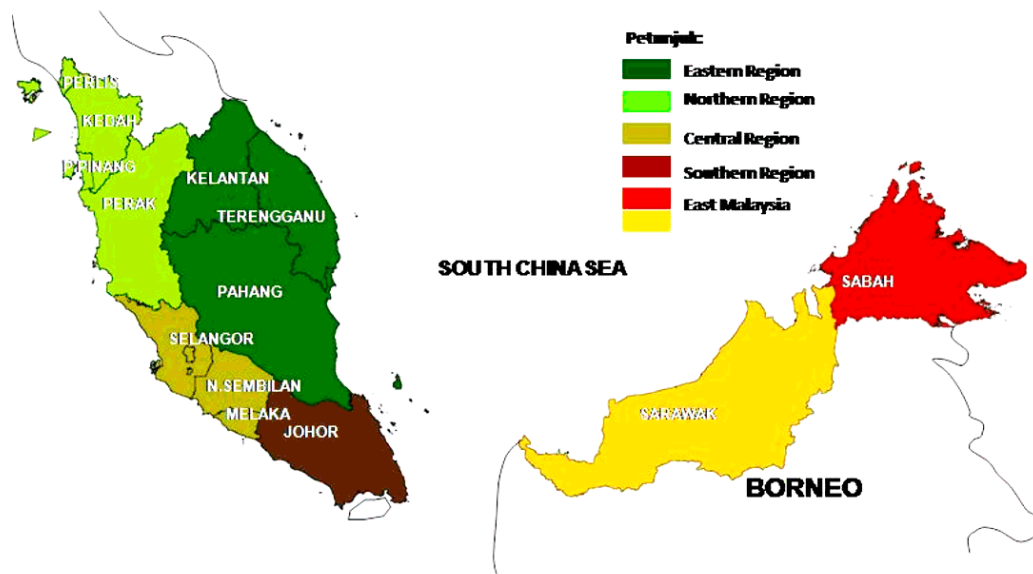 Petunjuk:
Eastern Region
Northern Region
Central Region
Southern Region
East Malaysia
PERLIS
KEDAH
P.PINANG
PERAK
KELANTAN
TERENGGANU
PAHANG
SELANGOR
N.SEMBILAN
MELAKA
JOHOR
SOUTH CHINA SEA
SABAH
SARAWAK
BORNEO